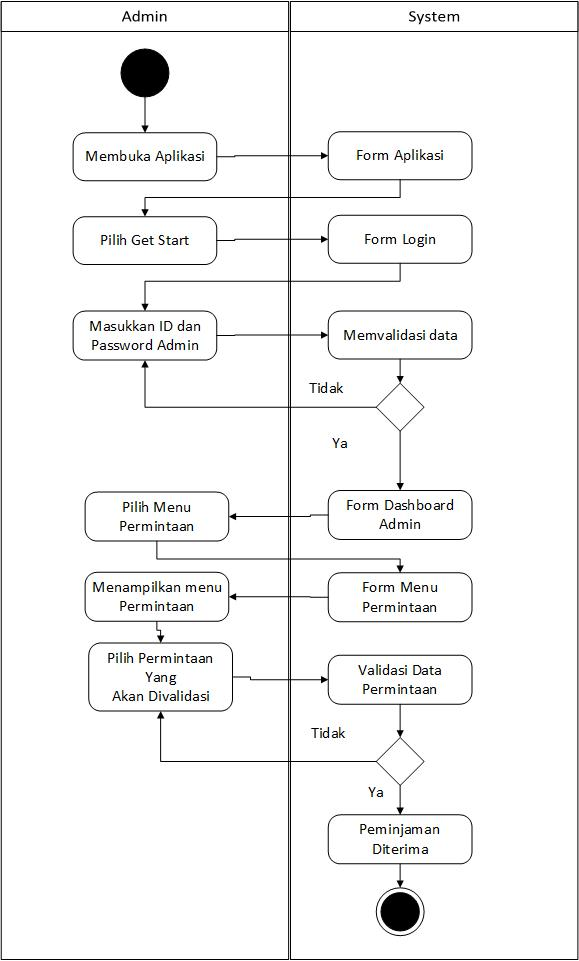 Admin
System
Membuka Aplikasi
Form Aplikasi
Pilih Get Start
Form Login
Masukkan ID dan
Password Admin
Memvalidasi data
Tidak
Ya
Form Dashboard
Admin
Pilih Menu
Permintaan
Form Menu
Permintaan
Menampilkan menu
Permintaan
Pilih Permintaan
Yang
Akan Divalidasi
Validasi Data
Permintaan
Tidak
Ya
Peminjaman
Diterima